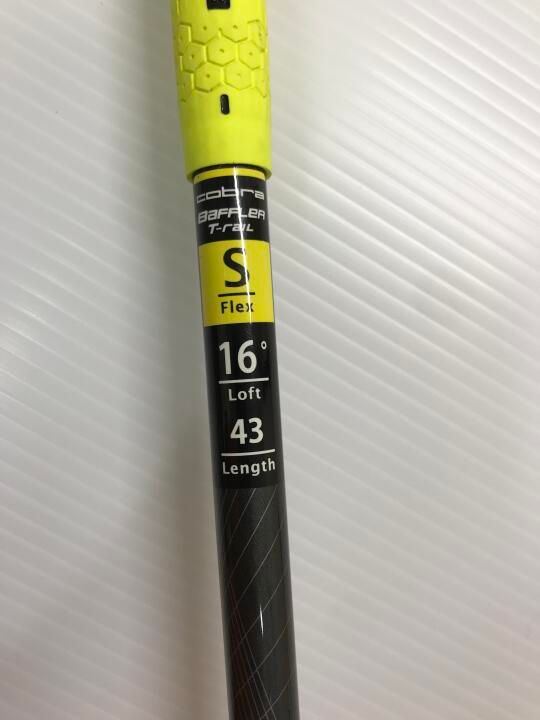 cobra
BAFFLER
T-rail
S
Flex
16°
Loft
43
Length